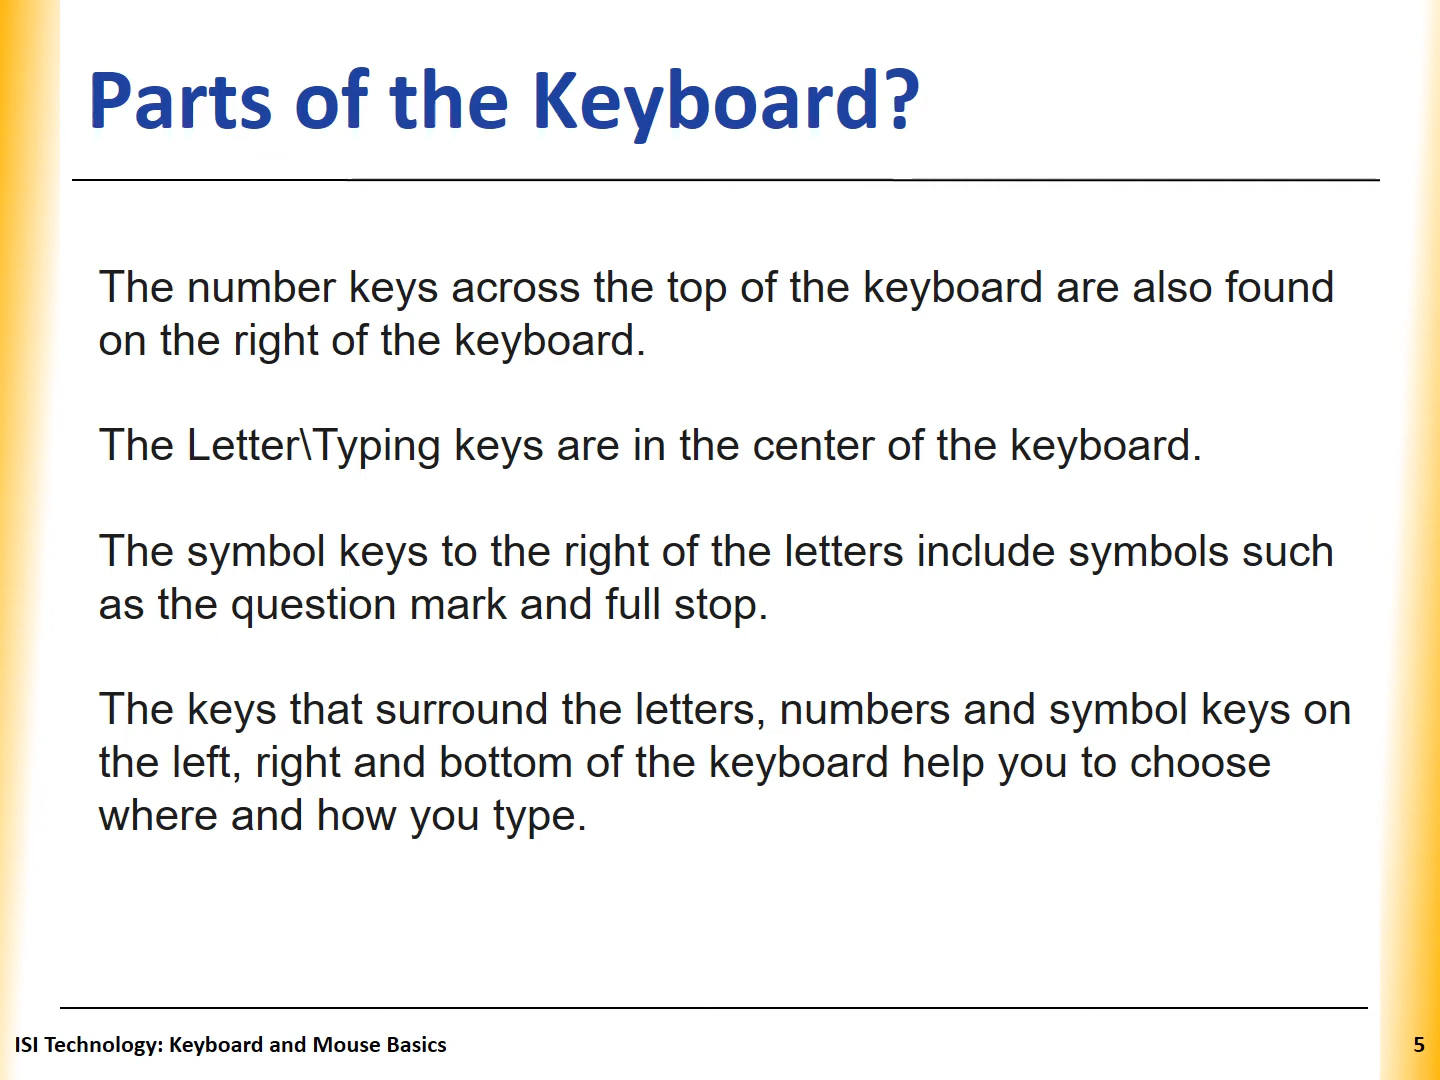 Parts of the Keyboard?
The number keys across the top of the keyboard are also found
on the right of the keyboard.
The Letter\Typing keys are in the center of the keyboard.
The symbol keys to the right of the letters include symbols such
as the question mark and full stop.
The keys that surround the letters, numbers and symbol keys on
the left, right and bottom of the keyboard help you to choose
where and how you type.
ISI Technology: Keyboard and Mouse Basics
5